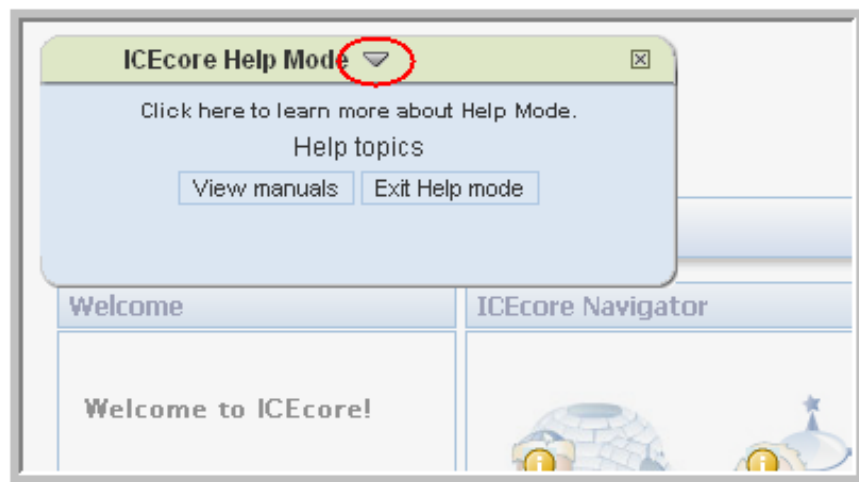 ICEcore Help Mode
Click here to learn more about Help Mode.
Help topics
View manuals Exit Help mode
Welcome ICEcore Navigator
Welcome to ICEcore!